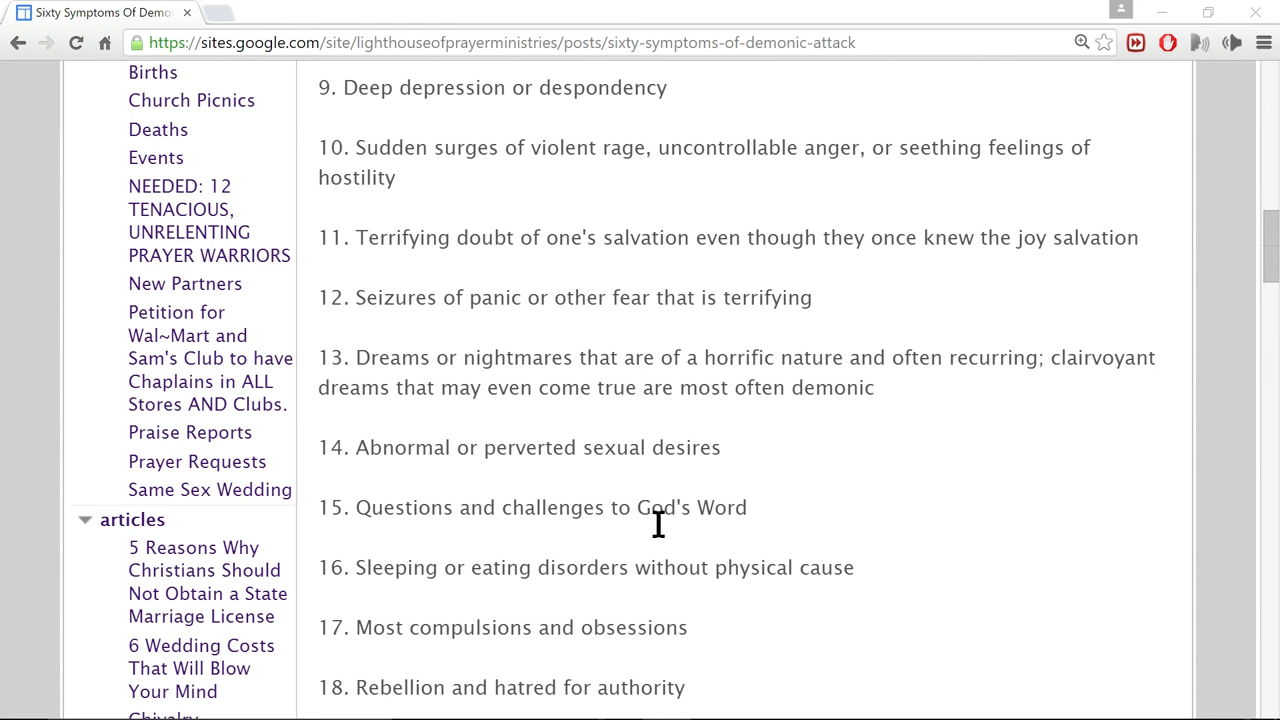 Sixty Symptoms Of Demo
https://sites.google.com/site/lighthouseofprayerministries/posts/sixty-symptoms-of-demonic-attack
Births
Church Picnics
Deaths
Events
NEEDED: 12
TENACIOUS,
UNRELENTING
PRAYER WARRIORS
New Partners
Petition for
Wal~Mart and
Sam's Club to have
Chaplains in ALL
Stores AND Clubs.
Praise Reports
Prayer Requests
Same Sex Wedding
articles
5 Reasons Why
Christians Should
Not Obtain a State
Marriage License
6 Wedding Costs
That Will Blow
Your Mind
Chivalry
9. Deep depression or despondency
10. Sudden surges of violent rage, uncontrollable anger, or seething feelings of
hostility
11. Terrifying doubt of one's salvation even though they once knew the joy salvation
12. Seizures of panic or other fear that is terrifying
13. Dreams or nightmares that are of a horrific nature and often recurring; clairvoyant
dreams that may even come true are most often demonic
14. Abnormal or perverted sexual desires
15. Questions and challenges to God's Word
16. Sleeping or eating disorders without physical cause
17. Most compulsions and obsessions
18. Rebellion and hatred for authority